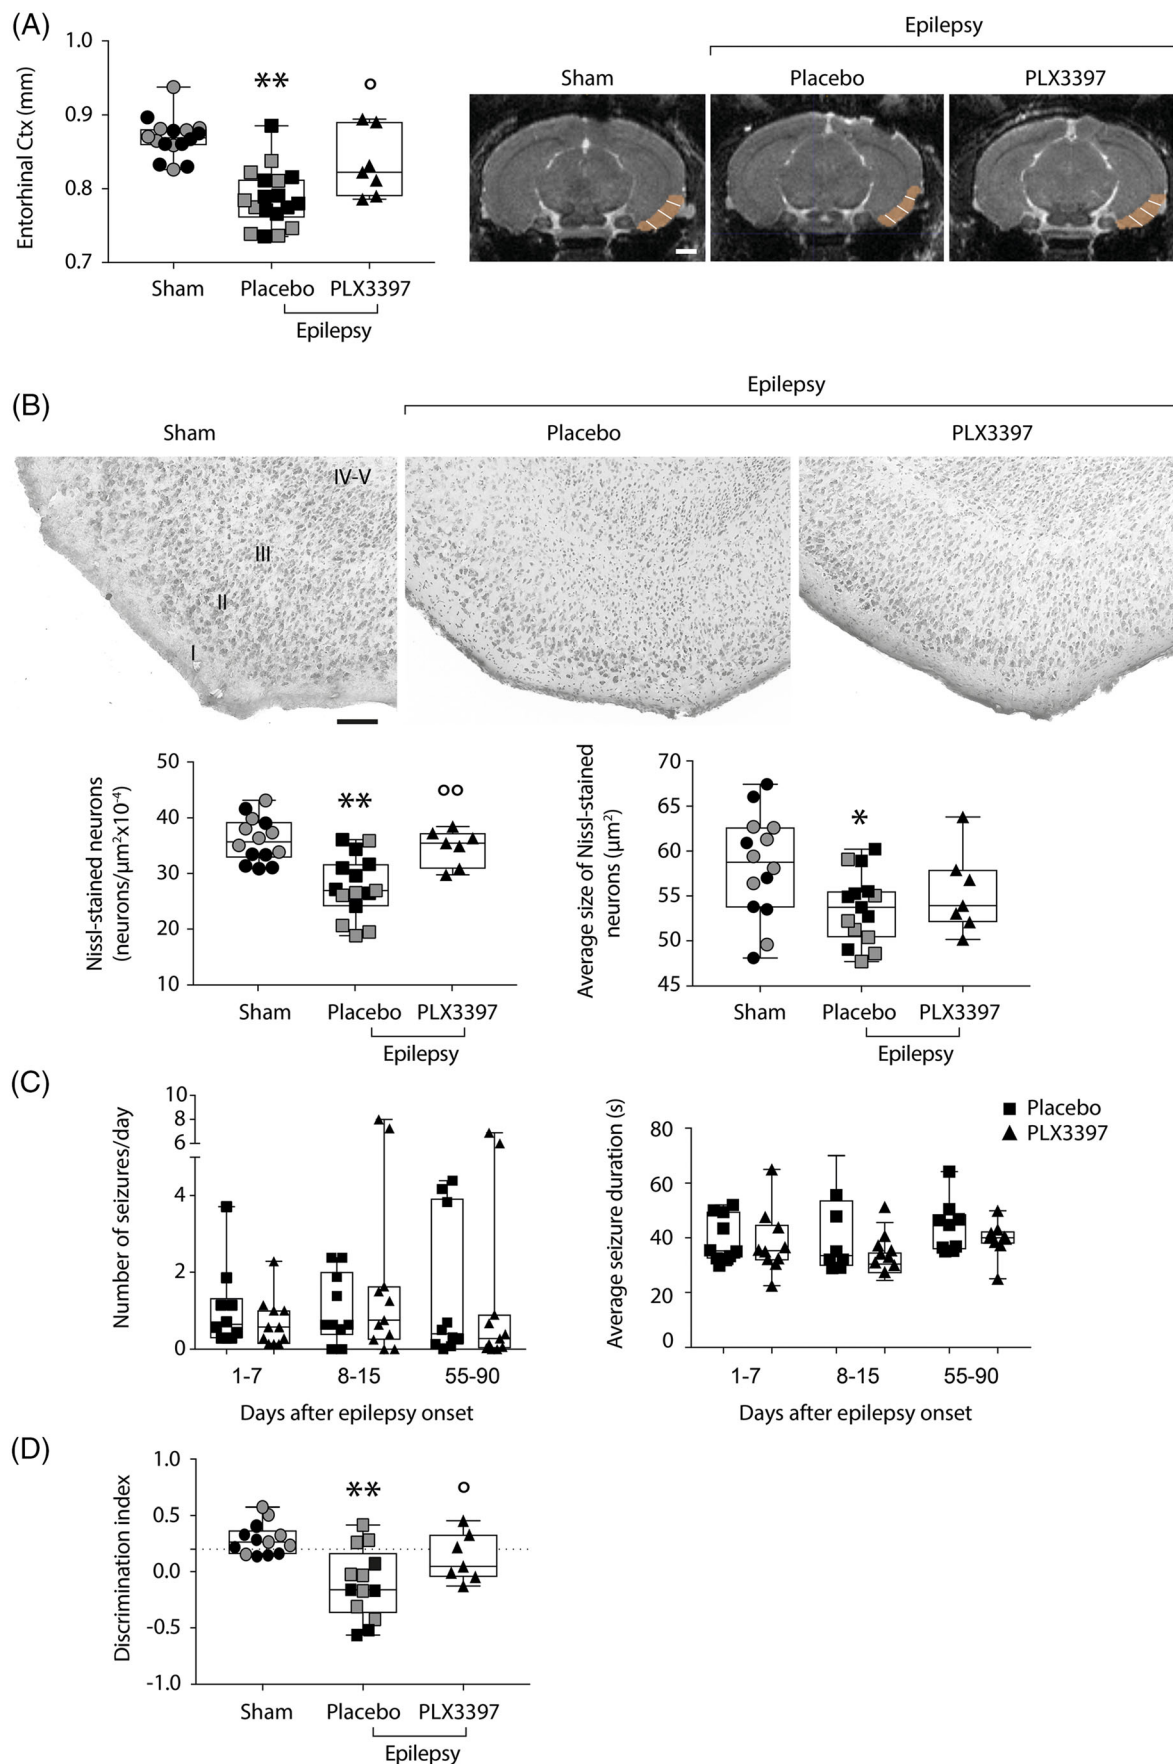 (A)
Epilepsy
Sham Placebo PLX3397
Entorhinal Ctx (mm)
1.0
0.9
0.8
0.7
** °
Sham Placebo PLX3397
Epilepsy
(B)
Epilepsy
Sham Placebo PLX3397
IV-V
III
II
I
Nissl-stained neurons
(neurons/µm²x10⁻⁴)
50
40
30
20
10
** °°
Sham Placebo PLX3397
Epilepsy
Average size of Nissl-stained
neurons (µm²)
70
65
60
55
50
45
*
Sham Placebo PLX3397
Epilepsy
(C)
Number of seizures/day
10
8
6
4
2
0
1-7 8-15 55-90
Days after epilepsy onset
Average seizure duration (s)
80
60
40
20
0
Placebo
PLX3397
1-7 8-15 55-90
Days after epilepsy onset
(D)
Discrimination index
1.0
0.5
0.0
-0.5
-1.0
** °
Sham Placebo PLX3397
Epilepsy